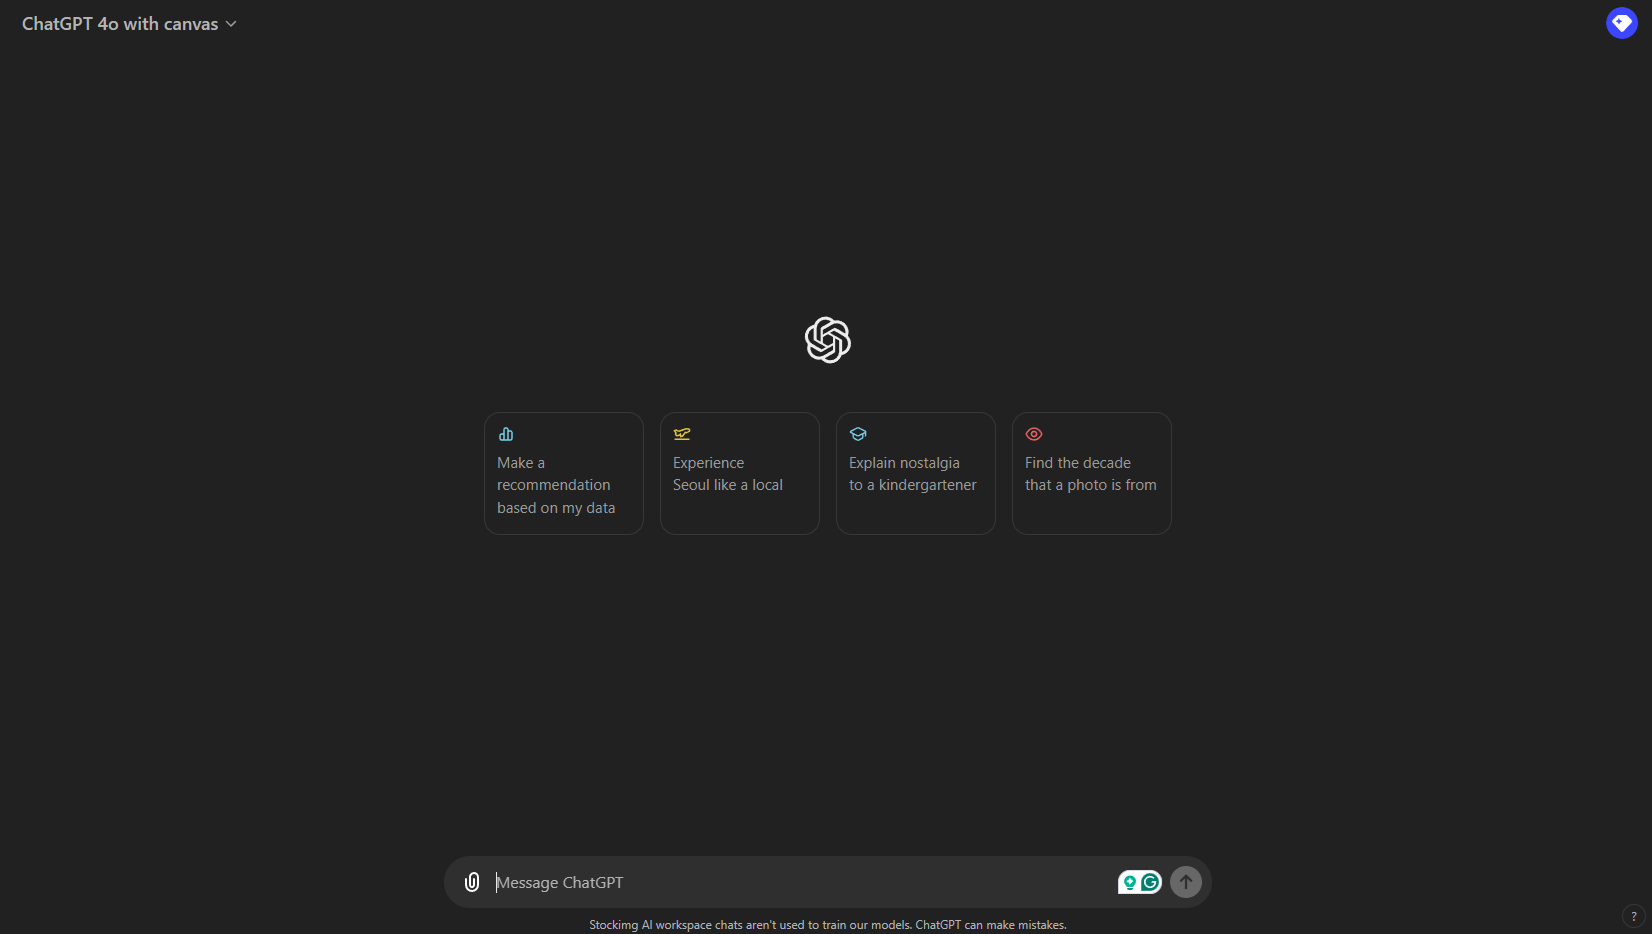 ChatGPT 4o with canvas
Make a
recommendation
based on my data
Experience
Seoul like a local
Explain nostalgia
to a kindergartener
Find the decade
that a photo is from
Message ChatGPT
Stockimg AI workspace chats aren't used to train our models. ChatGPT can make mistakes.
?